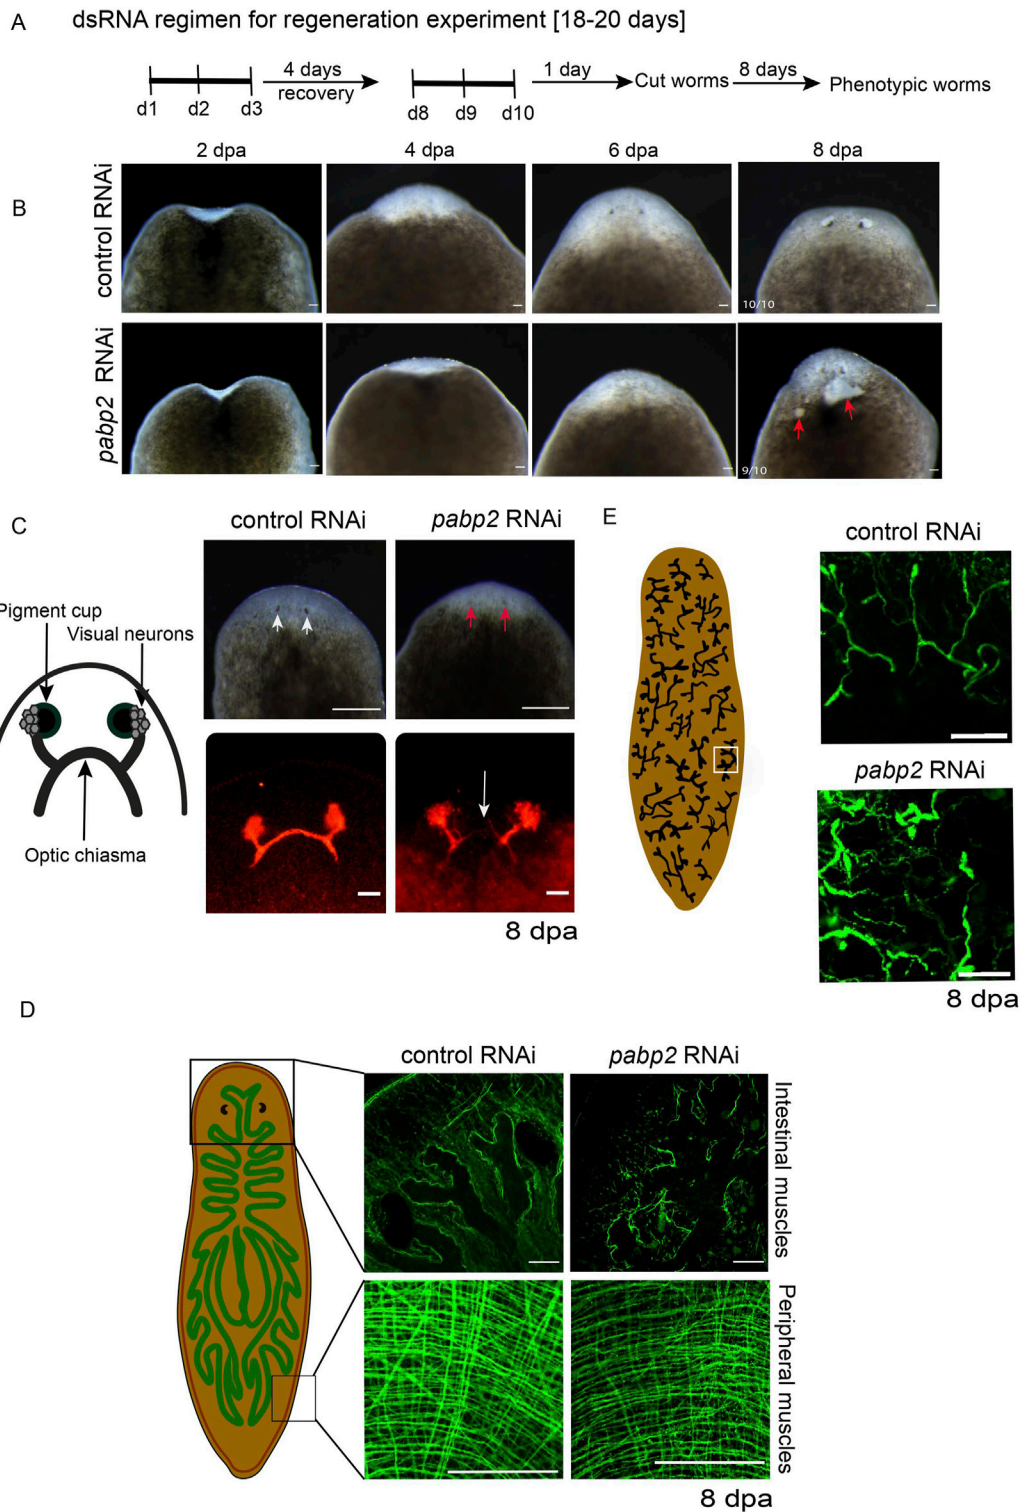 A
dsRNA regimen for regeneration experiment [18-20 days]
d1 d2 d3
4 days
recovery
d8 d9 d10
1 day
Cut worms
8 days
Phenotypic worms
B
2 dpa 4 dpa 6 dpa 8 dpa
control RNAi
10/10
pabp2 RNAi
9/10
C
control RNAi pabp2 RNAi
Pigment cup
Visual neurons
Optic chiasma
8 dpa
E
control RNAi
pabp2 RNAi
8 dpa
D
control RNAi pabp2 RNAi
Intestinal muscles
Peripheral muscles
8 dpa